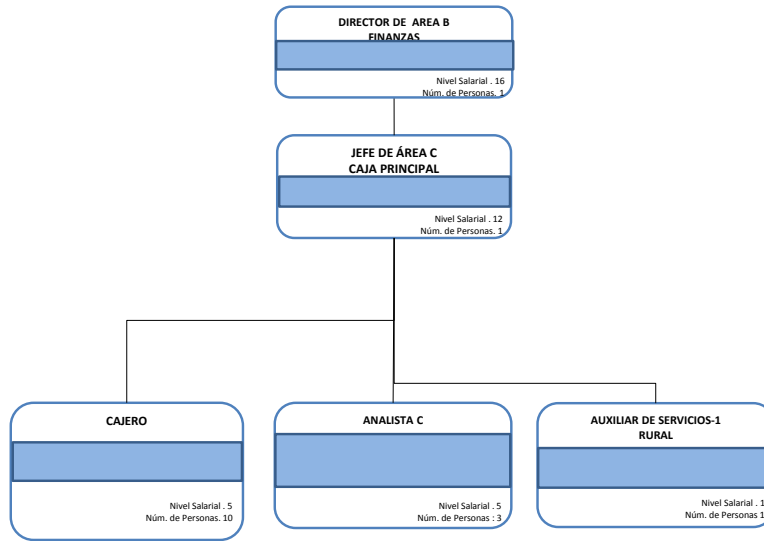 DIRECTOR DE AREA B
FINANZAS
Nivel Salarial . 16
Núm. de Personas. 1
JEFE DE ÁREA C
CAJA PRINCIPAL
Nivel Salarial . 12
Núm. de Personas. 1
CAJERO
Nivel Salarial . 5
Núm. de Personas. 10
ANALISTA C
Nivel Salarial . 5
Núm. de Personas : 3
AUXILIAR DE SERVICIOS-1
RURAL
Nivel Salarial . 1
Núm. de Personas 1